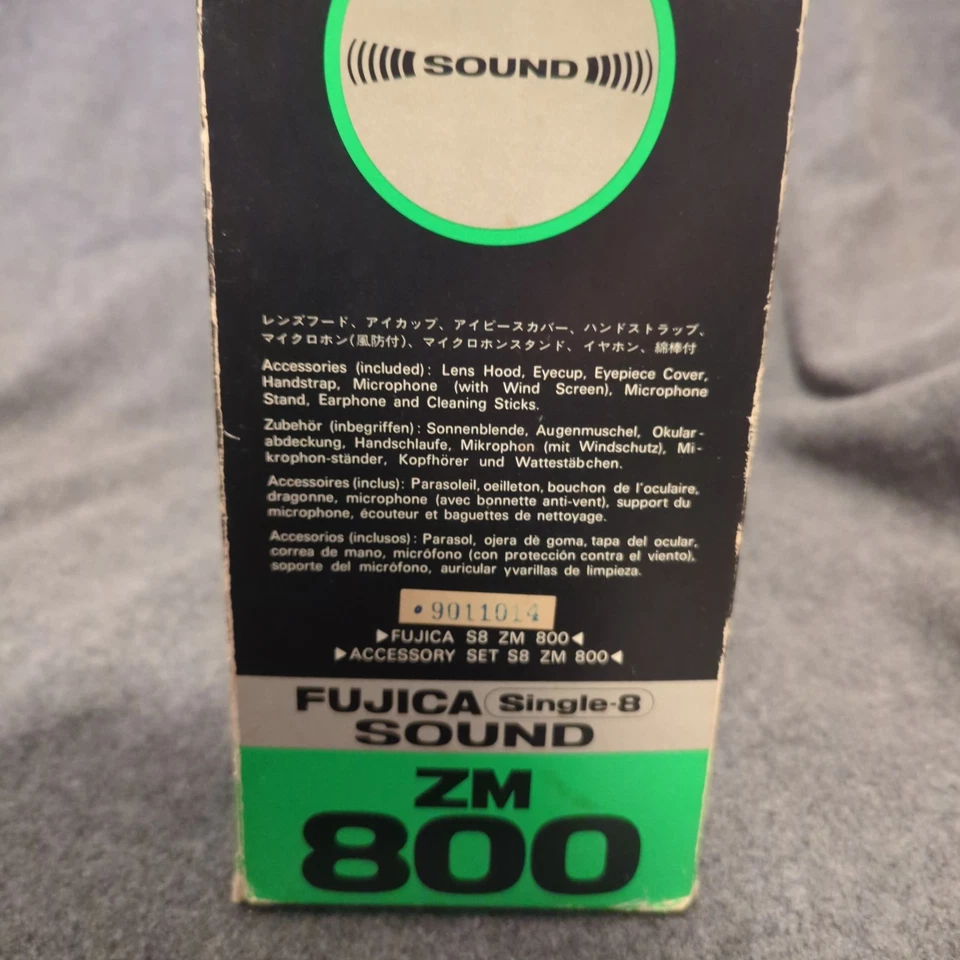 SOUND
レンズフード、アイカップ、アイピースカバー、ハンドストラップ、
マイクロホン(風防付)、マイクロホンスタンド、イヤホン、綿棒付
Accessories (included): Lens Hood, Eyecup, Eyepiece Cover,
Handstrap, Microphone (with Wind Screen), Microphone
Stand, Earphone and Cleaning Sticks.
Zubehör (inbegriffen): Sonnenblende, Augenmuschel, Okular-
abdeckung, Handschlaufe, Mikrophon (mit Windschutz), Mi-
krophon-ständer, Kopfhörer und Wattestäbchen.
Accessoires (inclus): Parasoleil, oeilleton, bouchon de l'oculaire,
dragonne, microphone (avec bonnette anti-vent), support du
microphone, écouteur et baguettes de nettoyage.
Accesorios (inclusos): Parasol, ojera dè goma, tapa del ocular,
correa de mano, micrófono (con protección contra el viento),
soporte del micrófono, auricular yvarillas de limpieza.
•9011014
▶FUJICA S8 ZM 800◀
▶ACCESSORY SET S8 ZM 800◀
FUJICA Single-8
SOUND
ZM
800